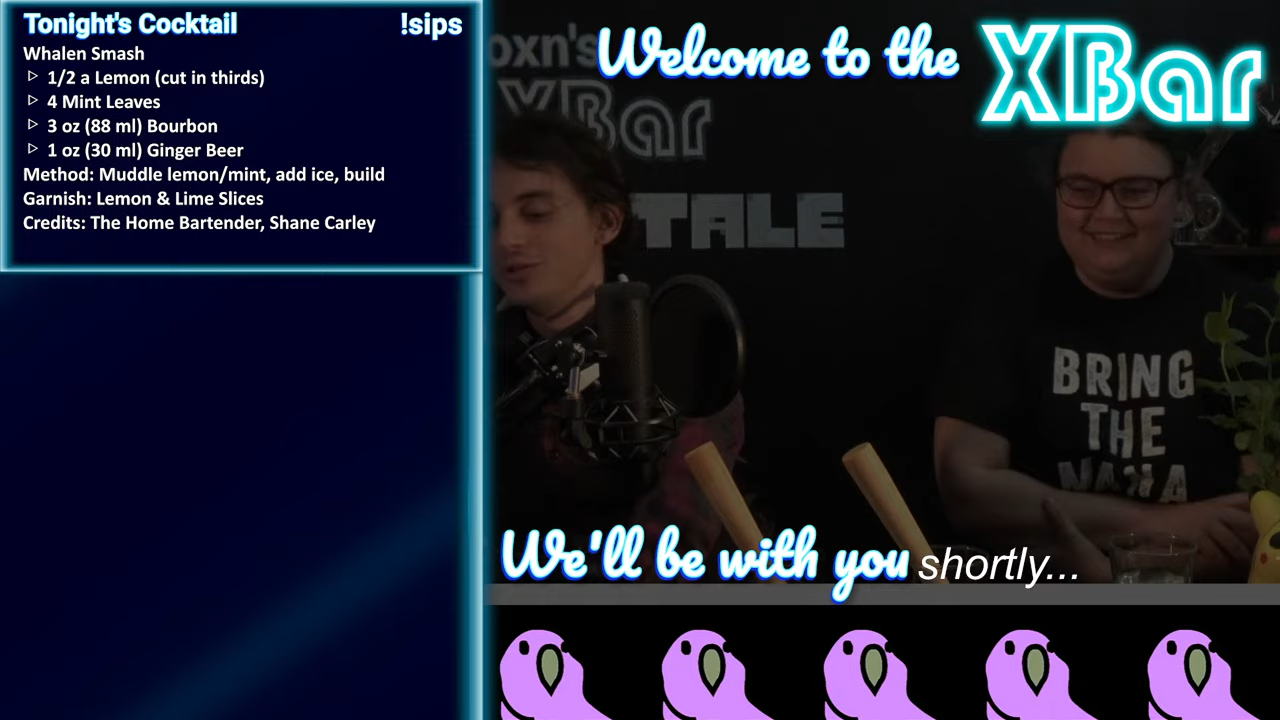 Tonight's Cocktail !sips
Whalen Smash
1/2 a Lemon (cut in thirds)
4 Mint Leaves
3 oz (88 ml) Bourbon
1 oz (30 ml) Ginger Beer
Method: Muddle lemon/mint, add ice, build
Garnish: Lemon & Lime Slices
Credits: The Home Bartender, Shane Carley
Welcome to the XBar
oxn's
XBar
TALE
BRING
THE
NANA
We'll be with you shortly...